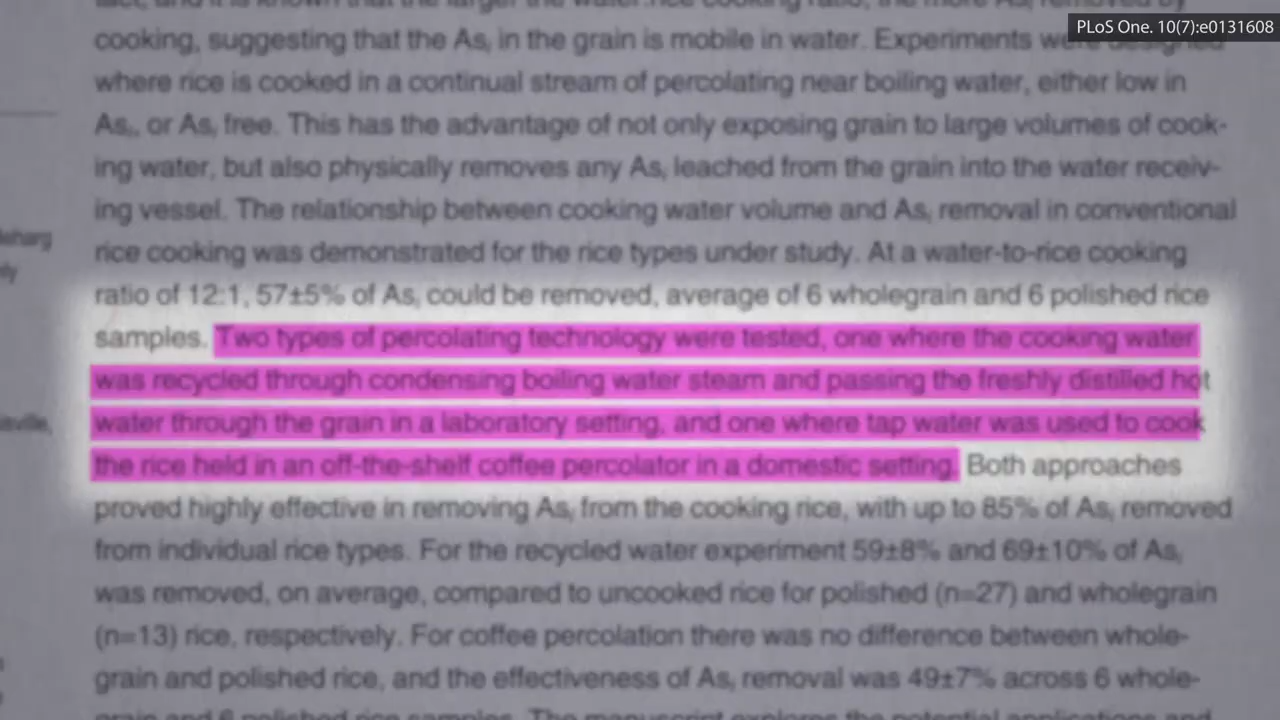 PLoS One. 10(7):e0131608
cooking, suggesting that the Asi in the grain is mobile in water. Experiments were designed
where rice is cooked in a continual stream of percolating near boiling water, either low in
Asi, or Asi free. This has the advantage of not only exposing grain to large volumes of cook-
ing water, but also physically removes any Asi leached from the grain into the water receiv-
ing vessel. The relationship between cooking water volume and Asi removal in conventional
rice cooking was demonstrated for the rice types under study. At a water-to-rice cooking
ratio of 12:1, 57±5% of Asi could be removed, average of 6 wholegrain and 6 polished rice
samples. Two types of percolating technology were tested, one where the cooking water
was recycled through condensing boiling water steam and passing the freshly distilled hot
water through the grain in a laboratory setting, and one where tap water was used to cook
the rice held in an off-the-shelf coffee percolator in a domestic setting. Both approaches
proved highly effective in removing Asi from the cooking rice, with up to 85% of Asi removed
from individual rice types. For the recycled water experiment 59±8% and 69±10% of Asi
was removed, on average, compared to uncooked rice for polished (n=27) and wholegrain
(n=13) rice, respectively. For coffee percolation there was no difference between whole-
grain and polished rice, and the effectiveness of Asi removal was 49±7% across 6 whole-